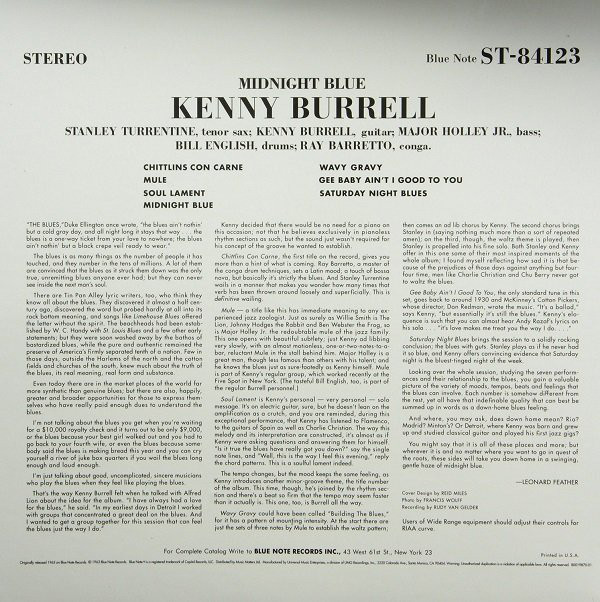 STEREO
Blue Note ST-84123
MIDNIGHT BLUE
KENNY BURRELL
STANLEY TURRENTINE, tenor sax; KENNY BURRELL, guitar; MAJOR HOLLEY JR., bass;
BILL ENGLISH, drums; RAY BARRETTO, conga.
CHITTLINS CON CARNE
MULE
SOUL LAMENT
MIDNIGHT BLUE
WAVY GRAVY
GEE BABY AIN'T I GOOD TO YOU
SATURDAY NIGHT BLUES
"THE BLUES," Duke Ellington once wrote, "the blues ain't nothin'
but a cold gray day, and all night long it stays that way . . . the
blues is a one-way ticket from your love to nowhere; the blues
ain't nothin' but a black crepe veil ready to wear."
The blues is as many things as the number of people it has
touched, and they number in the tens of millions. A lot of them
are convinced that the blues as it struck them down was the only
true, unremitting blues anyone ever had; but they can never
see inside the next man's soul.
There are Tin Pan Alley lyric writers, too, who think they
know all about the blues. They discovered it almost a half cen-
tury ago, discovered the word but probed hardly at all into its
rock bottom meaning, and songs like Limehouse Blues offered
the letter without the spirit. The beachheads had been estab-
lished by W. C. Handy with St. Louis Blues and a few other early
statements; but they were soon washed away by the bathos of
bastardized blues, while the pure and authentic remained the
preserve of America's firmly separated tenth of a nation. Few in
those days, outside the Harlems of the north and the cotton
fields and churches of the south, knew much about the truth of
the blues, its real meaning, real form and substance.
Even today there are in the market places of the world far
more synthetic than genuine blues; but there are also, happily,
greater and broader opportunities for those to express them-
selves who have really paid enough dues to understand the
blues.
I'm not talking about the blues you get when you're waiting
for a $10,000 royalty check and it turns out to be only $9,000,
or the blues because your best girl walked out and you had to
go back to your wife, or even the blues because some-
body said the blues is making bread this year and you can cry
yourself a river of juke box quarters if you wail the blues long
enough and loud enough.
I'm just talking about good, uncomplicated, sincere musicians
who play the blues when they feel like playing the blues.
That's the way Kenny Burrell felt when he talked with Alfred
Lion about the idea for the album. "I have always had a love
for the blues," he said. "In my earliest days in Detroit I worked
with groups that concentrated a great deal on the blues. And
I wanted to get a group together for this session that can feel
the blues just the way I do."
Kenny decided that there would be no need for a piano on
this occasion; not that he believes exclusively in pianoless
rhythm sections as such, but the sound just wasn't required for
his concept of the groove he wanted to establish.
Chitlins Con Carne, the first title on the record, gives you
more than a hint of what is coming. Ray Barretto, a master of
the conga drum techniques, sets a Latin mood; a touch of bossa
nova, but basically it's strictly the blues. And Stanley Turrentine
wails in a manner that makes you wonder how many times that
verb has been thrown around loosely and superficially. This is
definitive wailing.
Mule — a title like this has immediate meaning to any ex-
perienced jazz zoologist. Just as surely as Willie Smith is The
Lion, Johnny Hodges the Rabbit and Ben Webster the Frog, so
is Major Holley Jr. the redoubtable mule of the jazz family.
This one opens with beautiful subtlety; just Kenny ad libbing
very slowly, with an almost motionless, one-or-two-notes-to-a-
bar, reluctant Mule in the stall behind him. Major Holley is a
great man, though less famous than others with his talent; and
he knows the blues just as sure-footedly as Kenny himself. Mule
is part of Kenny's regular group, which worked recently at the
Five Spot in New York. (The tasteful Bill English, too, is part of
the regular Burrell personnel.)
Soul Lament is Kenny's personal — very personal — solo
message. It's on electric guitar, sure, but he doesn't lean on the
amplification as a crutch, and you are reminded, during this
exceptional performance, that Kenny has listened to Flamenco,
to the guitars of Spain as well as Charlie Christian. The way this
melody and its interpretation are constructed, it's almost as if
Kenny were asking questions and answering them for himself.
"Is it true the blues have really got you down?" say the single
note lines, and "Well, this is the way I feel this evening," reply
the chord patterns. This is a soulful lament indeed.
The tempo changes, but the mood keeps the same feeling, as
Kenny introduces another minor-groove theme, the title number
of the album. This time, though, he's joined by the rhythm sec-
tion and there's a beat so firm that the tempo may seem faster
than it actually is. This one, too, is Burrell all the way.
Wavy Gravy could have been called "Building The Blues,"
for it has a pattern of mounting intensity. At the start there are
just the sets of three notes by Mule to establish the waltz pattern;
then comes an ad lib chorus by Kenny. The second chorus brings
Stanley in (saying nothing much more than a sort of repeated
amen); on the third, though, the waltz theme is played, then
Stanley is propelled into his fine solo. Both Stanley and Kenny
offer in this one some of their most inspired moments of the
whole album; I found myself reflecting how sad it is that be-
cause of the prejudices of those days against anything but four-
four time, men like Charlie Christian and Chu Berry never got
to waltz the blues.
Gee Baby Ain't I Good To You, the only standard tune in this
set, goes back to around 1930 and McKinney's Cotton Pickers,
whose director, Don Redman, wrote the music. "It's a ballad,"
says Kenny, "but essentially it's still the blues." Kenny's elo-
quence is such that you can almost hear Andy Razaf's lyrics on
his solo . . . "it's love makes me treat you the way I do. . . ."
Saturday Night Blues brings the session to a solidly rocking
conclusion; it's blues with guts. Stanley plays as if he never had
it so blue, and Kenny offers convincing evidence that Saturday
night is the bluest-tinged night of the week.
Looking over the whole session, studying the seven perform-
ances and their relationship to the blues, you gain a valuable
picture of the variety of moods, tempos, beats and feelings that
the blues can involve. Each number is somehow different from
the rest, yet all have that indefinable quality that can best be
summed up in words as a down-home blues feeling.
And where, you may ask, does down home mean? Rio?
Madrid? Minton's? Or Detroit, where Kenny was born and grew
up and studied classical guitar and played his first jazz gigs?
You might say that it is all of these places, and more; but
wherever it is and no matter where you want to go in quest of
the roots, these sides will take you down home in a swinging,
gentle haze of midnight blue.
—LEONARD FEATHER
Cover Design by REID MILES
Photo by FRANCIS WOLFF
Recording by RUDY VAN GELDER
Users of Wide Range equipment should adjust their controls for
RIAA curve.
For Complete Catalog Write to BLUE NOTE RECORDS INC., 43 West 61st St., New York 23
Printed in U.S.A.